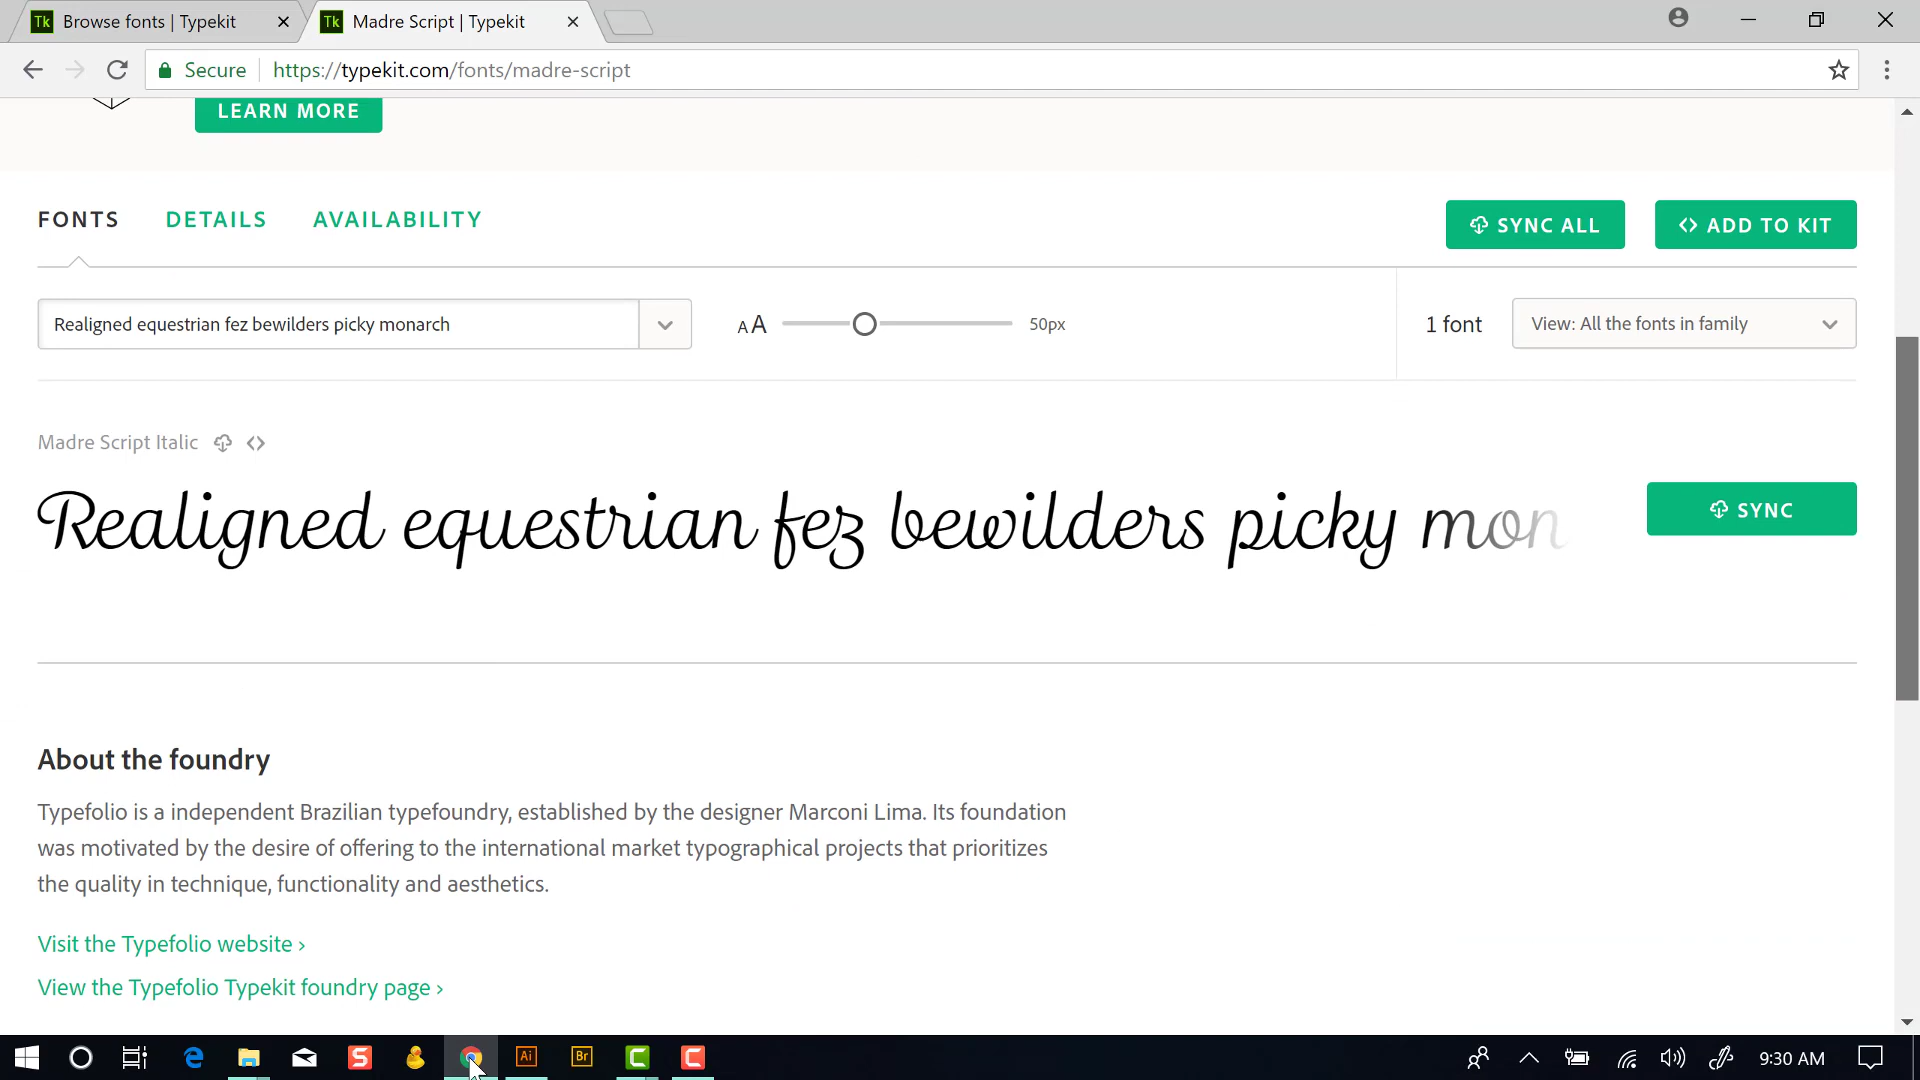 Tk Browse fonts | Typekit
Tk Madre Script | Typekit
Secure https://typekit.com/fonts/madre-script
LEARN MORE
FONTS DETAILS AVAILABILITY
SYNC ALL
<> ADD TO KIT
Realigned equestrian fez bewilders picky monarch
AA 50px
1 font
View: All the fonts in family
Madre Script Italic <>
Realigned equestrian fez bewilders picky mon
SYNC
About the foundry
Typefolio is a independent Brazilian typefoundry, established by the designer Marconi Lima. Its foundation
was motivated by the desire of offering to the international market typographical projects that prioritizes
the quality in technique, functionality and aesthetics.
Visit the Typefolio website ›
View the Typefolio Typekit foundry page ›
Ai Br
9:30 AM